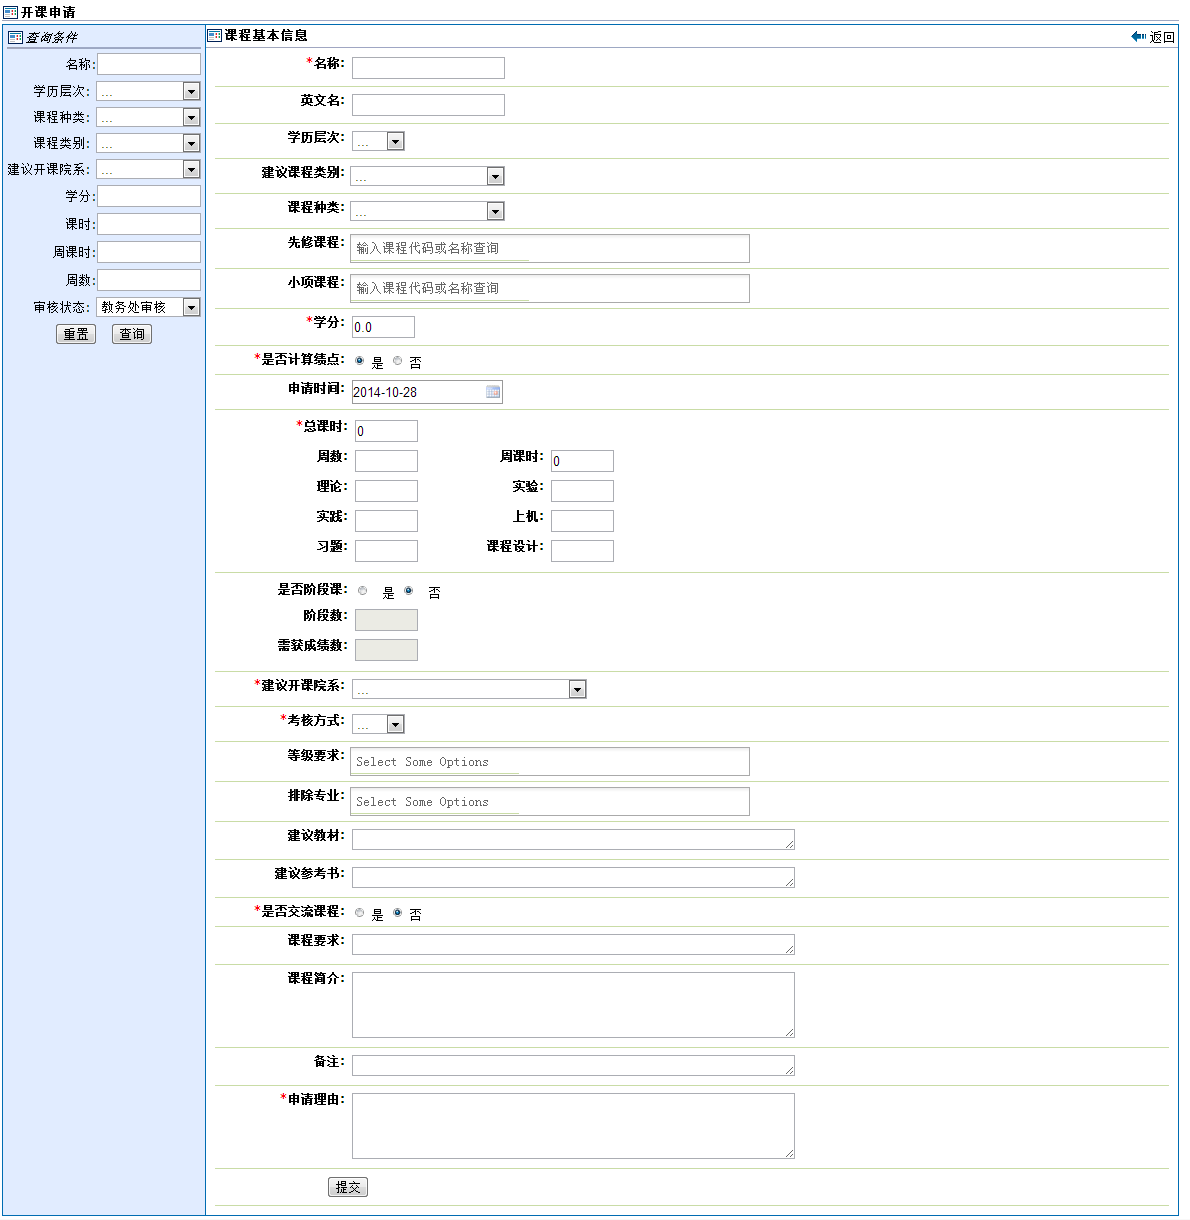 开课申请
查询条件
名称:
学历层次: ...
课程种类: ...
课程类别: ...
建议开课院系: ...
学分:
课时:
周课时:
周数:
审核状态: 教务处审核
重置 查询
课程基本信息 返回
*名称:
英文名:
学历层次: ...
建议课程类别: ...
课程种类: ...
先修课程: 输入课程代码或名称查询
小项课程: 输入课程代码或名称查询
*学分: 0.0
*是否计算绩点: 是 否
申请时间: 2014-10-28
*总课时: 0
周数: 周课时: 0
理论: 实验:
实践: 上机:
习题: 课程设计:
是否阶段课: 是 否
阶段数:
需获成绩数:
*建议开课院系: ...
*考核方式: ...
等级要求: Select Some Options
排除专业: Select Some Options
建议教材:
建议参考书:
*是否交流课程: 是 否
课程要求:
课程简介:
备注:
*申请理由:
提交